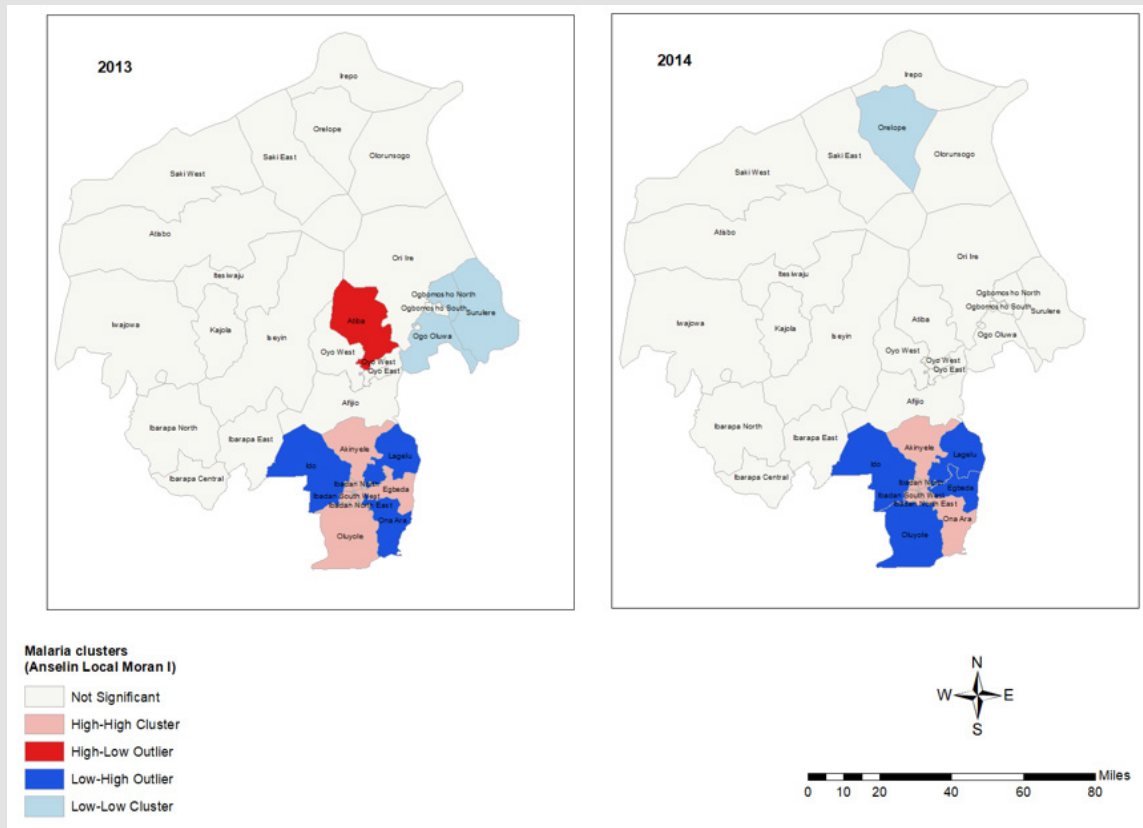 2013
Irepo
Orelope
Saki East
Olorunsogo
Saki West
Atisbo
Ori Ire
Itesiwaju
Ogbomosho North
Ogbomosho South
Surulere
Iwajowa
Kajola
Iseyin
Atiba
Ogo Oluwa
Oyo West
Oyo West
Oyo East
Afijio
Ibarapa North
Ibarapa East
Ibarapa Central
Akinyele
Lagelu
Ido
Ibadan North
Egbeda
Ibadan South West
Ibadan North East
Ona Ara
Oluyole
2014
Irepo
Orelope
Saki East
Olorunsogo
Saki West
Atisbo
Ori Ire
Itesiwaju
Ogbomosho North
Ogbomosho South
Surulere
Iwajowa
Kajola
Iseyin
Atiba
Ogo Oluwa
Oyo West
Oyo West
Oyo East
Afijio
Ibarapa North
Ibarapa East
Ibarapa Central
Akinyele
Lagelu
Ido
Ibadan North
Egbeda
Ibadan South West
Ibadan North East
Ona Ara
Oluyole
Malaria clusters
(Anselin Local Moran I)
Not Significant
High-High Cluster
High-Low Outlier
Low-High Outlier
Low-Low Cluster
N
W E
S
Miles
0 10 20 40 60 80